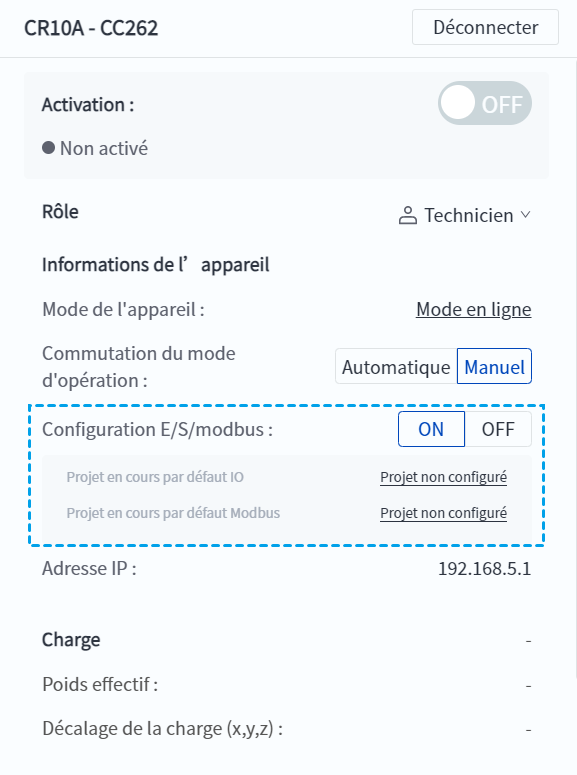 CR10A - CC262
Déconnecter
Activation :
OFF
Non activé
Rôle
Technicien
Informations de l’appareil
Mode de l'appareil :
Mode en ligne
Commutation du mode
d'opération :
Automatique
Manuel
Configuration E/S/modbus :
ON
OFF
Projet en cours par défaut IO
Projet non configuré
Projet en cours par défaut Modbus
Projet non configuré
Adresse IP :
192.168.5.1
Charge
-
Poids effectif :
-
Décalage de la charge (x,y,z) :
-